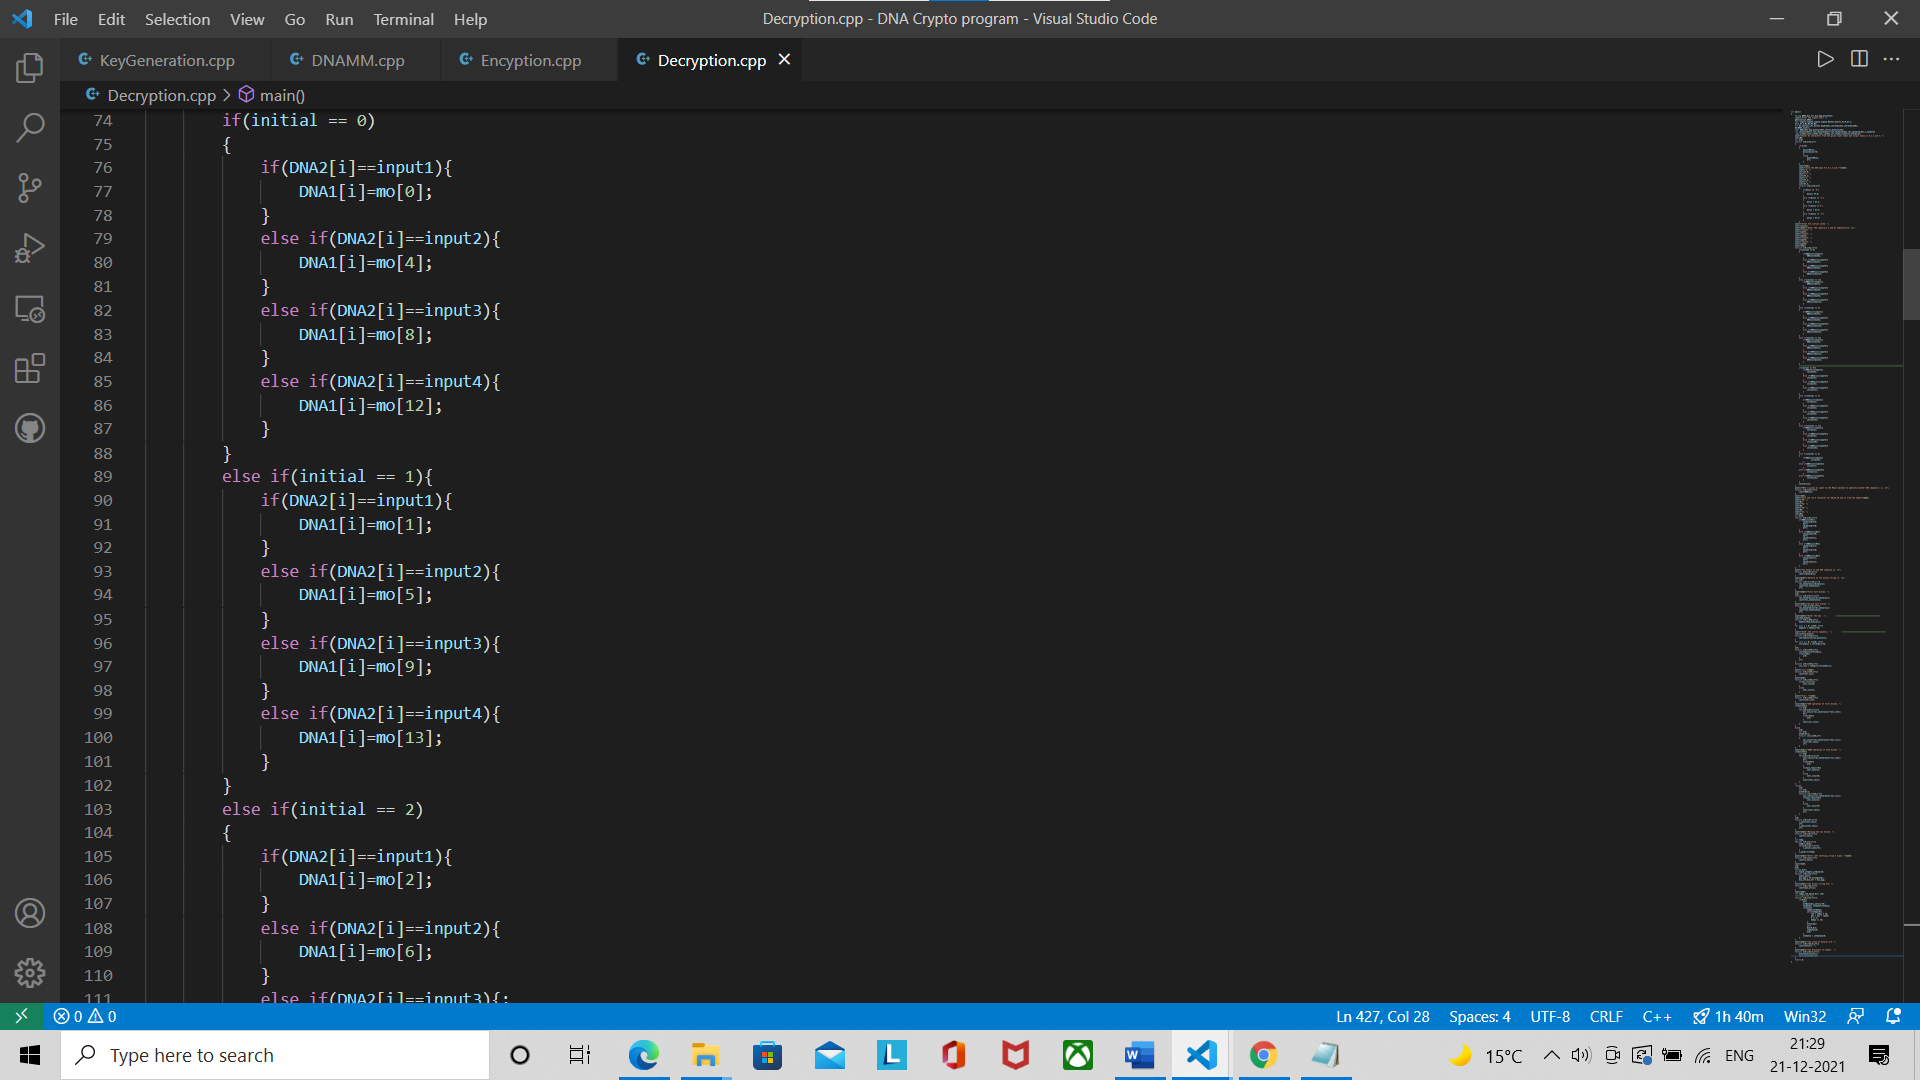 File Edit Selection View Go Run Terminal Help
Decryption.cpp - DNA Crypto program - Visual Studio Code
KeyGeneration.cpp DNAMM.cpp Encyption.cpp Decryption.cpp
Decryption.cpp > main()
74 if(initial == 0)
75 {
76 if(DNA2[i]==input1){
77 DNA1[i]=mo[0];
78 }
79 else if(DNA2[i]==input2){
80 DNA1[i]=mo[4];
81 }
82 else if(DNA2[i]==input3){
83 DNA1[i]=mo[8];
84 }
85 else if(DNA2[i]==input4){
86 DNA1[i]=mo[12];
87 }
88 }
89 else if(initial == 1){
90 if(DNA2[i]==input1){
91 DNA1[i]=mo[1];
92 }
93 else if(DNA2[i]==input2){
94 DNA1[i]=mo[5];
95 }
96 else if(DNA2[i]==input3){
97 DNA1[i]=mo[9];
98 }
99 else if(DNA2[i]==input4){
100 DNA1[i]=mo[13];
101 }
102 }
103 else if(initial == 2)
104 {
105 if(DNA2[i]==input1){
106 DNA1[i]=mo[2];
107 }
108 else if(DNA2[i]==input2){
109 DNA1[i]=mo[6];
110 }
111 else if(DNA2[i]==input3){;
0 0 Ln 427, Col 28 Spaces: 4 UTF-8 CRLF C++ 1h 40m Win32
Type here to search
L
W
15°C
ENG
21:29
21-12-2021